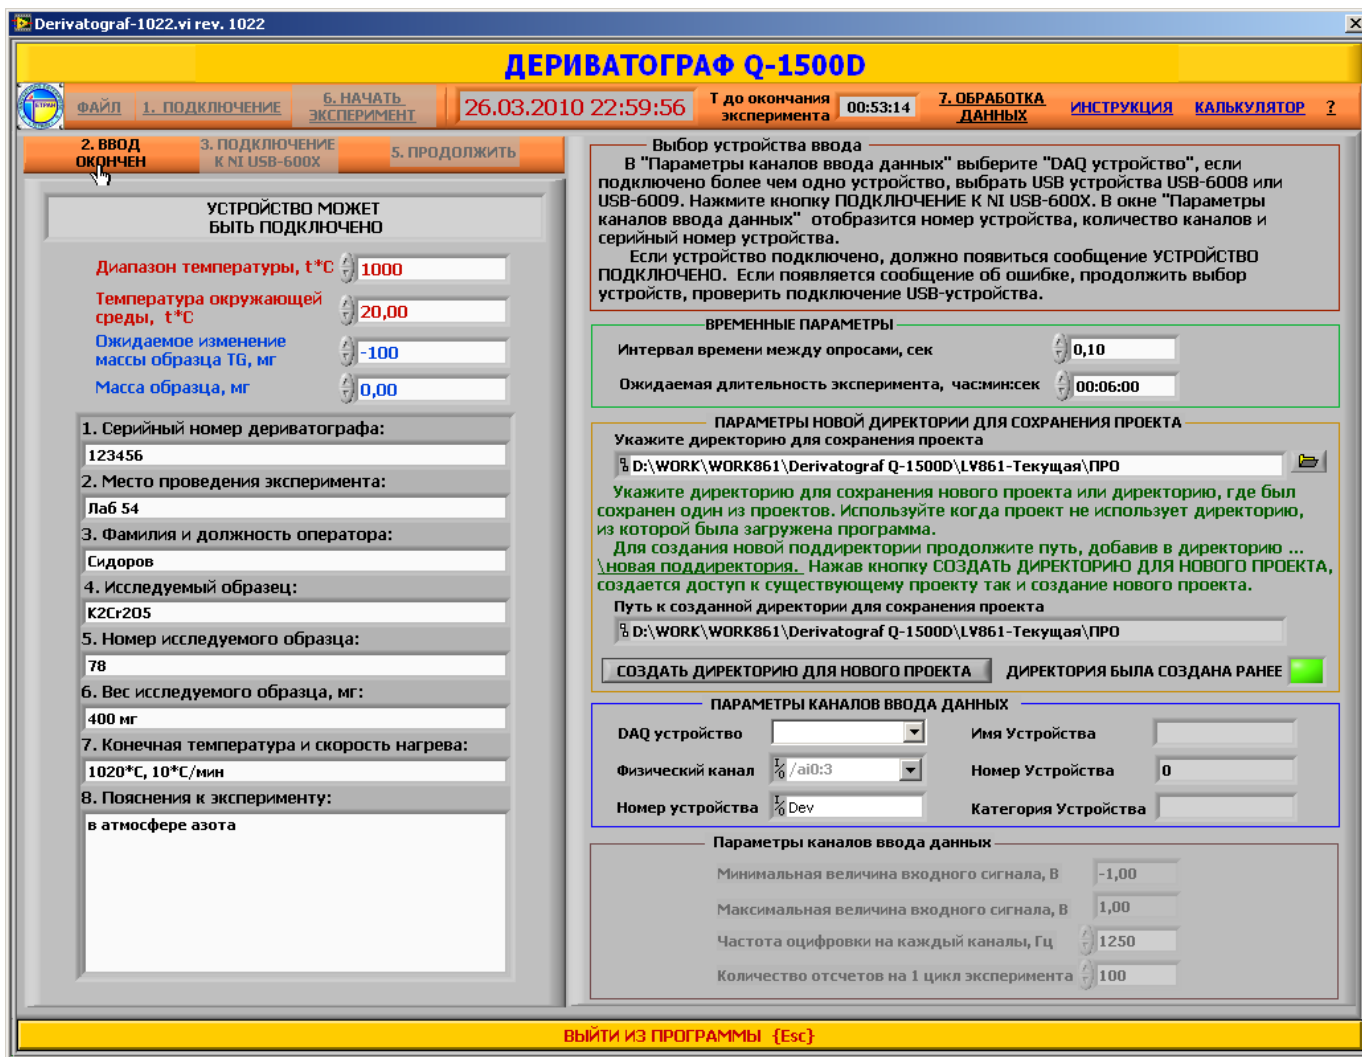 Derivatograf-1022.vi rev. 1022
ДЕРИВАТОГРАФ Q-1500D
ФАЙЛ
1. ПОДКЛЮЧЕНИЕ
6. НАЧАТЬ
ЭКСПЕРИМЕНТ
26.03.2010 22:59:56
Т до окончания
эксперимента
00:53:14
7. ОБРАБОТКА
ДАННЫХ
ИНСТРУКЦИЯ
КАЛЬКУЛЯТОР
?
2. ВВОД
ОКОНЧЕН
3. ПОДКЛЮЧЕНИЕ
К NI USB-600X
5. ПРОДОЛЖИТЬ
УСТРОЙСТВО МОЖЕТ
БЫТЬ ПОДКЛЮЧЕНО
Диапазон температуры, t*C 1000
Температура окружающей
среды, t*C 20,00
Ожидаемое изменение
массы образца TG, мг -100
Масса образца, мг 0,00
1. Серийный номер дериватографа:
123456
2. Место проведения эксперимента:
Лаб 54
3. Фамилия и должность оператора:
Сидоров
4. Исследуемый образец:
K2Cr2O5
5. Номер исследуемого образца:
78
6. Вес исследуемого образца, мг:
400 мг
7. Конечная температура и скорость нагрева:
1020*C, 10*C/мин
8. Пояснения к эксперименту:
в атмосфере азота
Выбор устройства ввода
В "Параметры каналов ввода данных" выберите "DAQ устройство", если
подключено более чем одно устройство, выбрать USB устройства USB-6008 или
USB-6009. Нажмите кнопку ПОДКЛЮЧЕНИЕ К NI USB-600X. В окне "Параметры
каналов ввода данных" отобразится номер устройства, количество каналов и
серийный номер устройства.
Если устройство подключено, должно появиться сообщение УСТРОЙСТВО
ПОДКЛЮЧЕНО. Если появляется сообщение об ошибке, продолжить выбор
устройств, проверить подключение USB-устройства.
ВРЕМЕННЫЕ ПАРАМЕТРЫ
Интервал времени между опросами, сек 0,10
Ожидаемая длительность эксперимента, час:мин:сек 00:06:00
ПАРАМЕТРЫ НОВОЙ ДИРЕКТОРИИ ДЛЯ СОХРАНЕНИЯ ПРОЕКТА
Укажите директорию для сохранения проекта
D:\WORK\WORK861\Derivatograf Q-1500D\LV861-Текущая\ПРО
Укажите директорию для сохранения нового проекта или директорию, где был
сохранен один из проектов. Используйте когда проект не использует директорию,
из которой была загружена программа.
Для создания новой поддиректории продолжите путь, добавив в директорию ...
\новая поддиректория. Нажав кнопку СОЗДАТЬ ДИРЕКТОРИЮ ДЛЯ НОВОГО ПРОЕКТА,
создается доступ к существующему проекту так и создание нового проекта.
Путь к созданной директории для сохранения проекта
D:\WORK\WORK861\Derivatograf Q-1500D\LV861-Текущая\ПРО
СОЗДАТЬ ДИРЕКТОРИЮ ДЛЯ НОВОГО ПРОЕКТА ДИРЕКТОРИЯ БЫЛА СОЗДАНА РАНЕЕ
ПАРАМЕТРЫ КАНАЛОВ ВВОДА ДАННЫХ
DAQ устройство Имя Устройства
Физический канал /ai0:3 Номер Устройства 0
Номер устройства Dev Категория Устройства
Параметры каналов ввода данных
Минимальная величина входного сигнала, В -1,00
Максимальная величина входного сигнала, В 1,00
Частота оцифровки на каждый каналы, Гц 1250
Количество отсчетов на 1 цикл эксперимента 100
ВЫЙТИ ИЗ ПРОГРАММЫ {Esc}